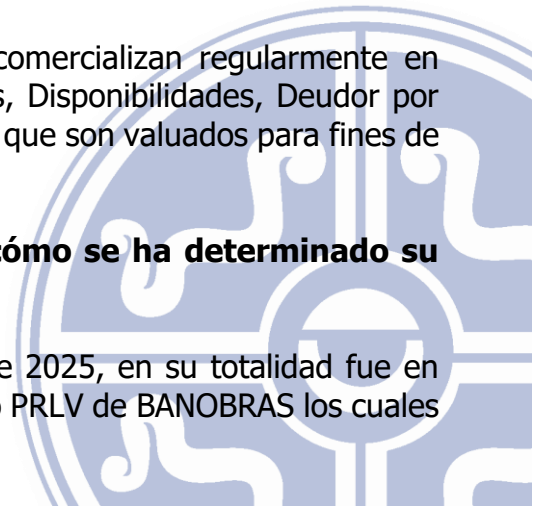 comercializan regularmente en
s, Disponibilidades, Deudor por
que son valuados para fines de
cómo se ha determinado su
e 2025, en su totalidad fue en
o PRLV de BANOBRAS los cuales